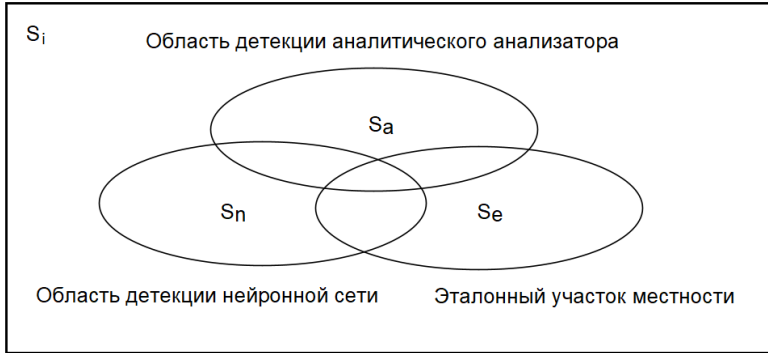 Si
Область детекции аналитического анализатора
Sa
Sn
Se
Область детекции нейронной сети
Эталонный участок местности